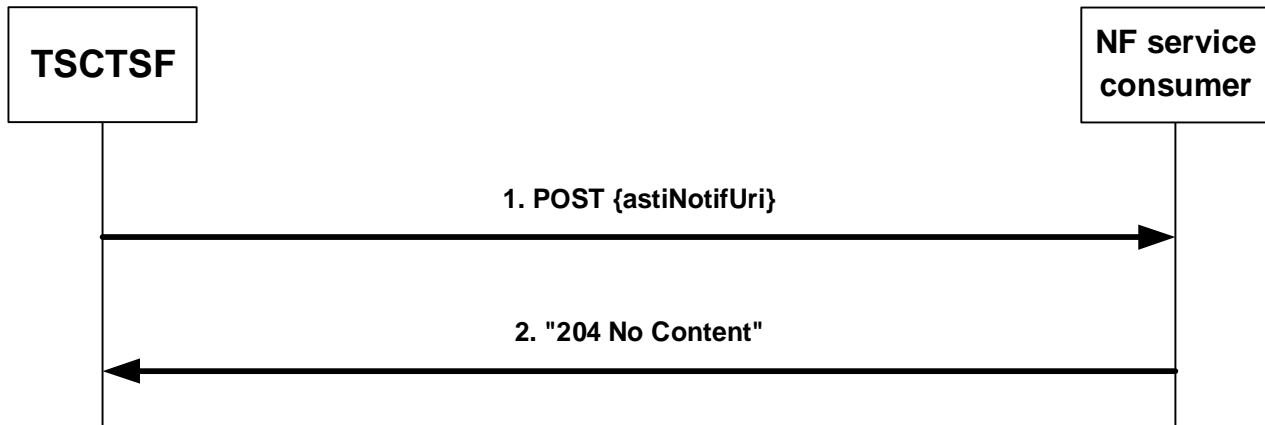 TSCTSF
NF service
consumer
1. POST {astiNotifUri}
2. "204 No Content"